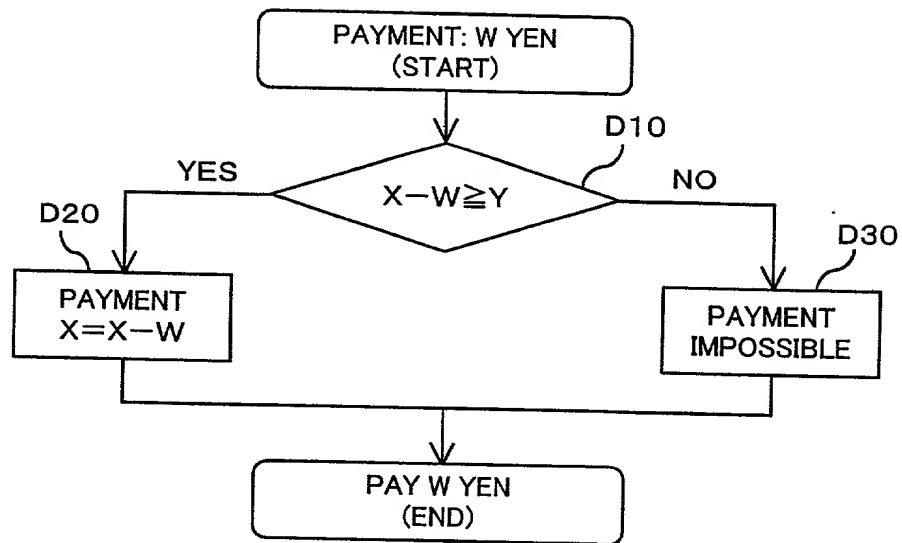 PAYMENT: W YEN
(START)
D10
YES
X−W≧Y
NO
D20
D30
PAYMENT
X=X−W
PAYMENT
IMPOSSIBLE
PAY W YEN
(END)